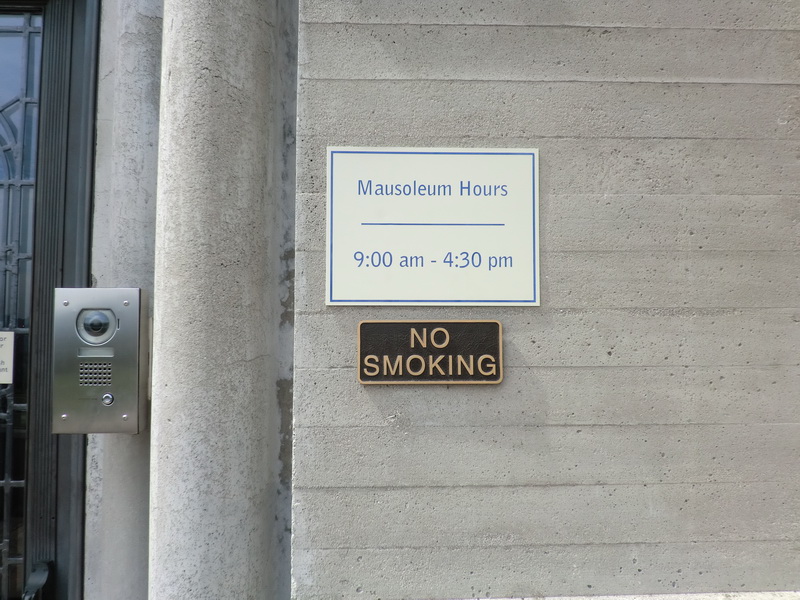 Mausoleum Hours
9:00 am - 4:30 pm
NO
SMOKING